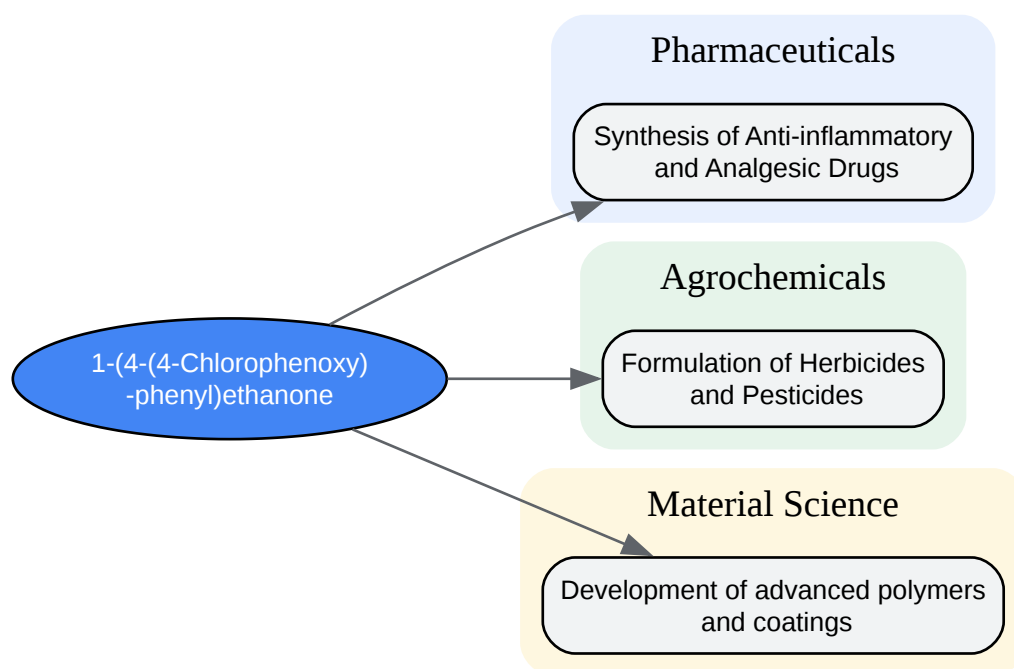 Pharmaceuticals
Synthesis of Anti-inflammatory
and Analgesic Drugs
Agrochemicals
1-(4-(4-Chlorophenoxy)
-phenyl)ethanone
Formulation of Herbicides
and Pesticides
Material Science
Development of advanced polymers
and coatings